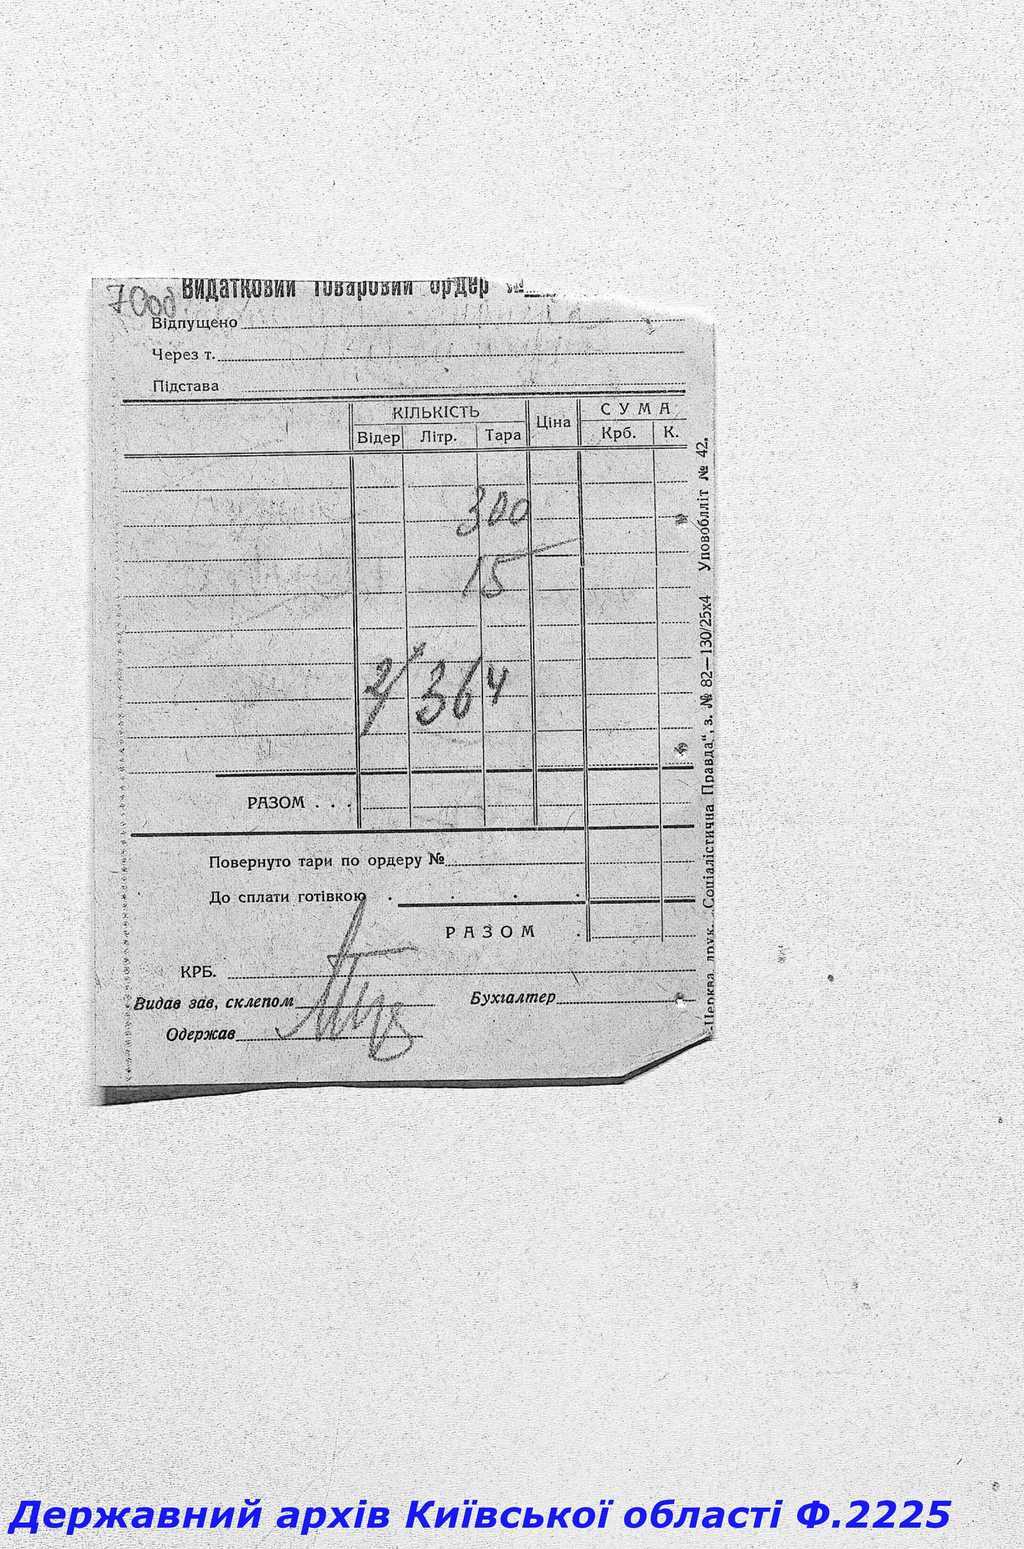 70об
Видатковий товаровий ордер №
Відпущено
Через т.
Підстава
КІЛЬКІСТЬ Ціна СУМА
Відер Літр. Тара Крб. К.
300
15
2/ 364
РАЗОМ . . .
Повернуто тари по ордеру №
До сплати готівкою . . . .
РАЗОМ .
КРБ.
Видав зав, склепом
Бухгалтер
Одержав
Церква друк. „Соціалістична Правда“, з. № 82—130/25х4 Уповобліт № 42.
Державний архів Київської області Ф.2225